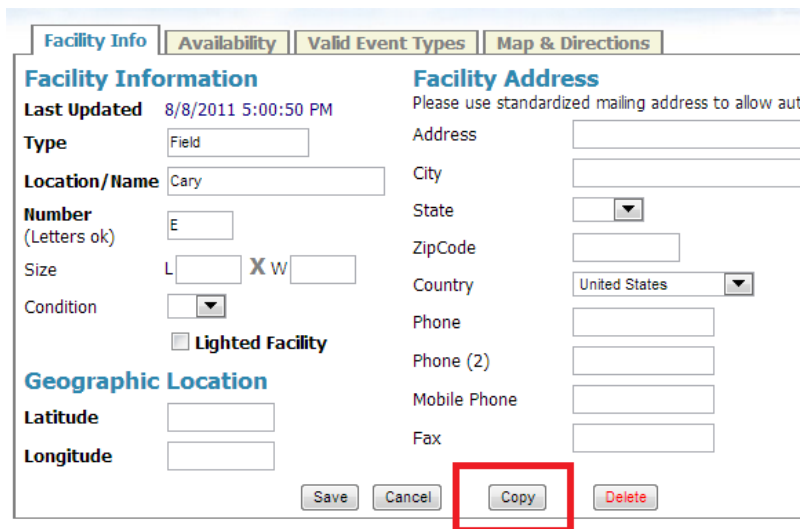 Facility Info Availability Valid Event Types Map & Directions
Facility Information
Last Updated 8/8/2011 5:00:50 PM
Type Field
Location/Name Cary
Number
(Letters ok) E
Size L X W
Condition
Lighted Facility
Geographic Location
Latitude
Longitude
Facility Address
Please use standardized mailing address to allow aut
Address
City
State
ZipCode
Country United States
Phone
Phone (2)
Mobile Phone
Fax
Save Cancel Copy Delete